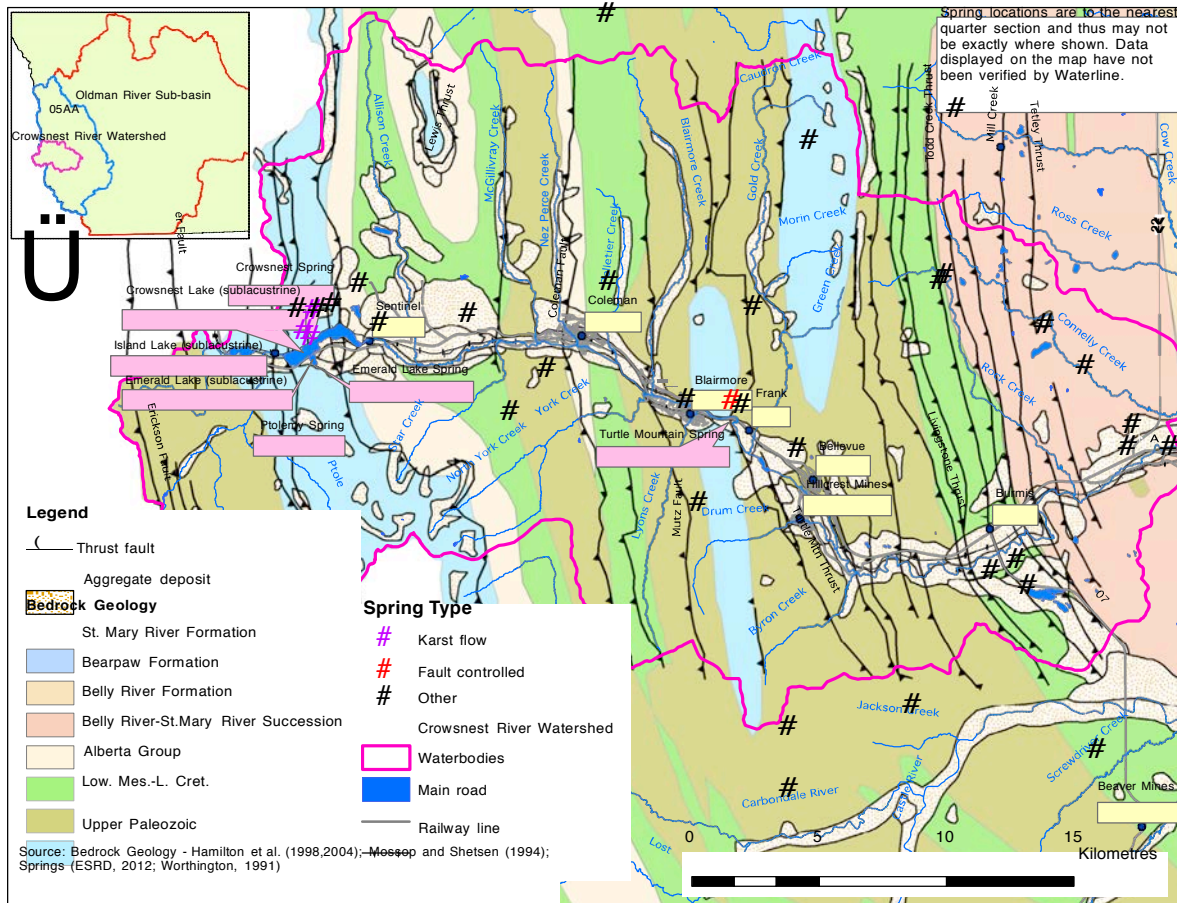 Spring locations are to the nearest
quarter section and thus may not
be exactly where shown. Data
displayed on the map have not
been verified by Waterline.
Oldman River Sub-basin
05AA
Crowsnest River Watershed
Ü
er Fault
Caudron Creek
Allison Creek
Lewis Thrust
McGillivray Creek
Nez Perce Creek
Blairmore Creek
Gold Creek
Todd Creek Thrust
Mill Creek
Tetley Thrust
Cow Creek
Ross Creek
Morin Creek
Green Creek
Connelly Creek
Rock Creek
Coleman Fault
Crowsnest Spring
Crowsnest Lake (sublacustrine)
Sentinel
Coleman
Island Lake (sublacustrine)
Emerald Lake (sublacustrine)
Emerald Lake Spring
Blairmore
Frank
Erickson Fault
Ptolemy Spring
Ptole
York Creek
North York Creek
Turtle Mountain Spring
Bellevue
Hillcrest Mines
Livingstone Thrust
Burmis
A
Lyons Creek
Mutz Fault
Drum Creek
Turtle Mtn Thrust
Byron Creek
07
Jackson Creek
Screwdriver Creek
Carbondale River
Castle River
Beaver Mines
Lost
Legend
Thrust fault
Aggregate deposit
Bedrock Geology
St. Mary River Formation
Bearpaw Formation
Belly River Formation
Belly River-St.Mary River Succession
Alberta Group
Low. Mes.-L. Cret.
Upper Paleozoic
Spring Type
# Karst flow
# Fault controlled
# Other
Crowsnest River Watershed
Waterbodies
Main road
Railway line
Source: Bedrock Geology - Hamilton et al. (1998,2004); Mossop and Shetsen (1994);
Springs (ESRD, 2012; Worthington, 1991)
0 5 10 15
Kilometres